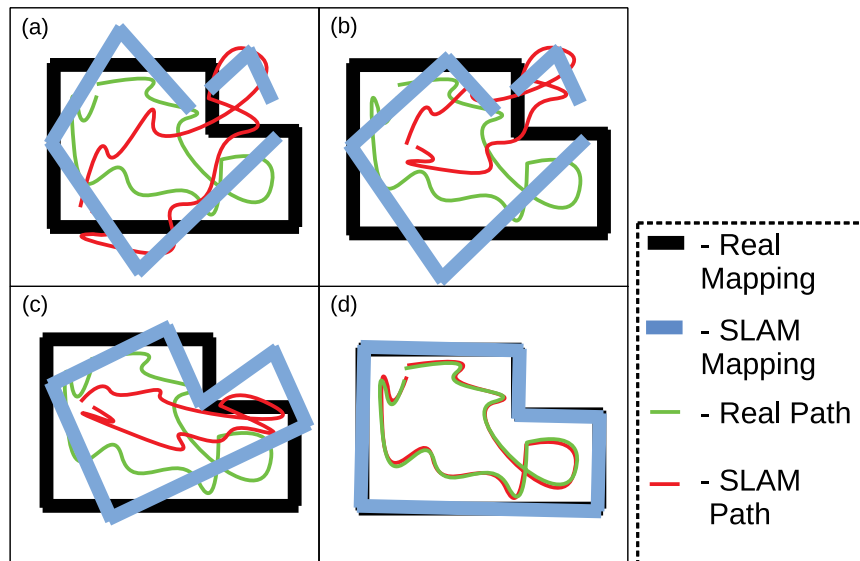 (a)
(b)
(c)
(d)
- Real
Mapping
- SLAM
Mapping
- Real Path
- SLAM
Path